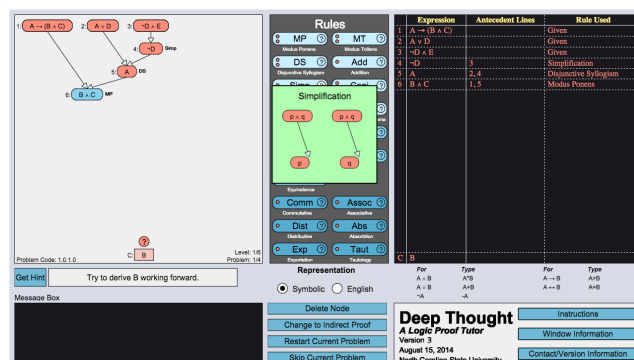 1: A → (B ∧ C)
2: A ∨ D
3: ¬D ∧ E
4: ¬D Simp
5: A DS
6: B ∧ C MP
?
C: B
Problem Code: 1.0.1.0
Level: 1/6
Problem: 1/4
Get Hint
Try to derive B working forward.
Message Box
Rules
MP ?
Modus Ponens
MT ?
Modus Tollens
DS ?
Disjunctive Syllogism
Add ?
Addition
Simp
Conj
Simplification
p ∧ q
p ∧ q
p
q
Equivalence
Comm ?
Commutative
Assoc ?
Associative
Dist ?
Distributive
Abs ?
Absorbtion
Exp ?
Exportation
Taut ?
Tautology
Representation
Symbolic
English
Delete Node
Change to Indirect Proof
Restart Current Problem
Skip Current Problem
Expression Antecedent Lines Rule Used
1 A → (B ∧ C) Given
2 A ∨ D Given
3 ¬D ∧ E Given
4 ¬D 3 Simplification
5 A 2, 4 Disjunctive Syllogism
6 B ∧ C 1, 5 Modus Ponens
C B
For Type For Type
A ∧ B A*B A → B A>B
A ∨ B A+B A ↔ B A=B
¬A -A
Deep Thought
A Logic Proof Tutor
Version 3
August 15, 2014
North Carolina State University
Instructions
Window Information
Contact/Version Information